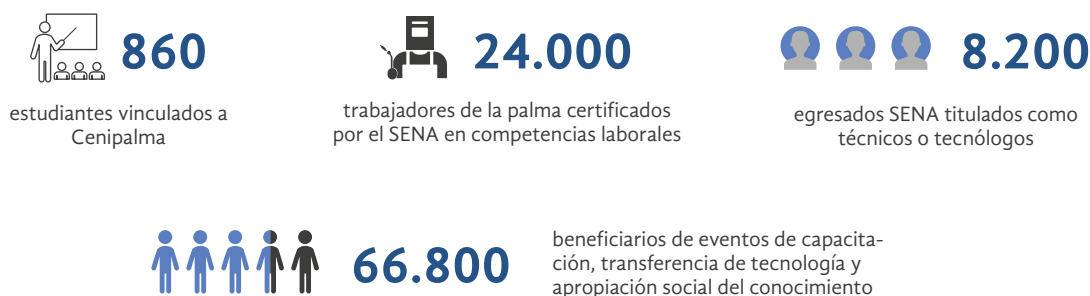 860
estudiantes vinculados a
Cenipalma
24.000
trabajadores de la palma certificados
por el SENA en competencias laborales
8.200
egresados SENA titulados como
técnicos o tecnólogos
66.800
beneficiarios de eventos de capacita-
ción, transferencia de tecnología y
apropiación social del conocimiento